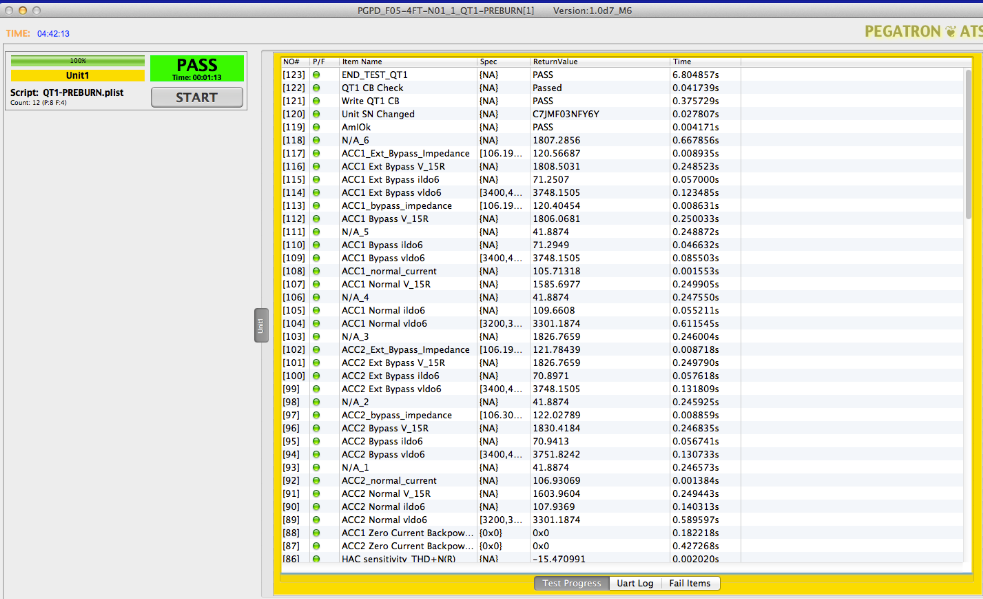 PGPD_F05-4FT-N01_1_QT1-PREBURN[1] Version:1.0d7_M6
TIME: 04:42:13
PEGATRON ATS
100%
Unit1
PASS
Time: 00:01:13
Script: QT1-PREBURN.plist
Count: 12 (P:8 F:4)
START
Unit1
NO# P/F Item Name Spec ReturnValue Time
[123] END_TEST_QT1 {NA} PASS 6.804857s
[122] QT1 CB Check {NA} Passed 0.041739s
[121] Write QT1 CB {NA} PASS 0.375729s
[120] Unit SN Changed {NA} C7JMF03NFY6Y 0.027807s
[119] AmIOk {NA} PASS 0.004171s
[118] N/A_6 {NA} 1807.2856 0.667856s
[117] ACC1_Ext_Bypass_Impedance [106.19... 120.56687 0.008935s
[116] ACC1 Ext Bypass V_15R {NA} 1808.5031 0.248523s
[115] ACC1 Ext Bypass ildo6 {NA} 71.2507 0.057000s
[114] ACC1 Ext Bypass vldo6 [3400,4... 3748.1505 0.123485s
[113] ACC1_bypass_impedance [106.19... 120.40454 0.008631s
[112] ACC1 Bypass V_15R {NA} 1806.0681 0.250033s
[111] N/A_5 {NA} 41.8874 0.248872s
[110] ACC1 Bypass ildo6 {NA} 71.2949 0.046632s
[109] ACC1 Bypass vldo6 [3400,4... 3748.1505 0.085503s
[108] ACC1_normal_current {NA} 105.71318 0.001553s
[107] ACC1 Normal V_15R {NA} 1585.6977 0.249905s
[106] N/A_4 {NA} 41.8874 0.247550s
[105] ACC1 Normal ildo6 {NA} 109.6608 0.055211s
[104] ACC1 Normal vldo6 [3200,3... 3301.1874 0.611545s
[103] N/A_3 {NA} 1826.7659 0.246004s
[102] ACC2_Ext_Bypass_Impedance [106.19... 121.78439 0.008718s
[101] ACC2 Ext Bypass V_15R {NA} 1826.7659 0.249790s
[100] ACC2 Ext Bypass ildo6 {NA} 70.8971 0.057618s
[99] ACC2 Ext Bypass vldo6 [3400,4... 3748.1505 0.131809s
[98] N/A_2 {NA} 41.8874 0.245925s
[97] ACC2_bypass_impedance [106.30... 122.02789 0.008859s
[96] ACC2 Bypass V_15R {NA} 1830.4184 0.246835s
[95] ACC2 Bypass ildo6 {NA} 70.9413 0.056741s
[94] ACC2 Bypass vldo6 [3400,4... 3751.8242 0.130733s
[93] N/A_1 {NA} 41.8874 0.246573s
[92] ACC2_normal_current {NA} 106.93069 0.001384s
[91] ACC2 Normal V_15R {NA} 1603.9604 0.249443s
[90] ACC2 Normal ildo6 {NA} 107.9369 0.140313s
[89] ACC2 Normal vldo6 [3200,3... 3301.1874 0.589597s
[88] ACC1 Zero Current Backpow... {0x0} 0x0 0.182218s
[87] ACC2 Zero Current Backpow... {0x0} 0x0 0.427268s
[86] HAC sensitivity THD+N(R) {NA} -15.470991 0.002020s
Test Progress Uart Log Fail Items